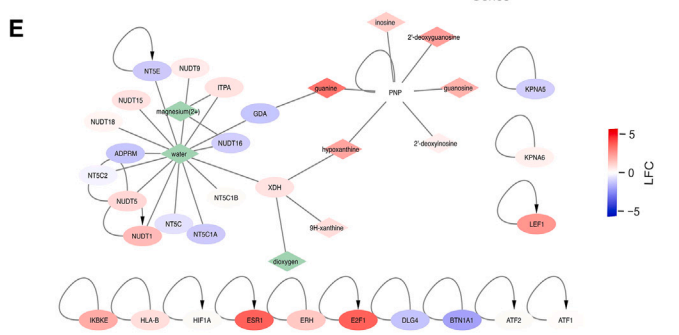 E
inosine
2'-deoxyguanosine
NT5E
NUDT9
ITPA
guanine
PNP
guanosine
KPNA5
NUDT15
magnesium(2+)
GDA
NUDT18
NUDT16
2'-deoxyinosine
ADPRM
water
hypoxanthine
KPNA6
NT5C2
XDH
NT5C1B
NUDT5
9H-xanthine
LEF1
NT5C
NUDT1
NT5C1A
dioxygen
5
0
−5
LFC
IKBKE
HLA-B
HIF1A
ESR1
ERH
E2F1
DLG4
BTN1A1
ATF2
ATF1